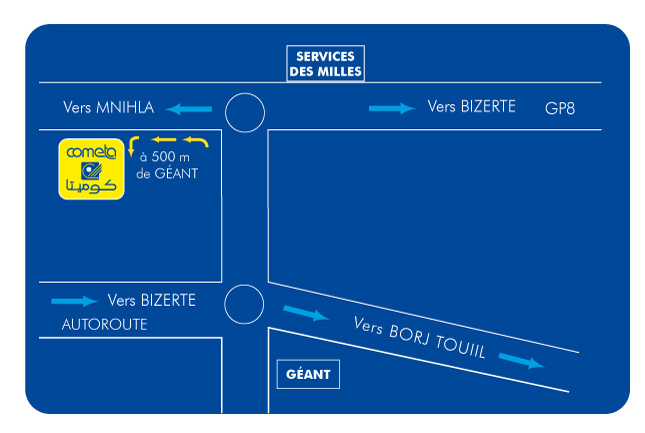 SERVICES
DES MILLES
Vers MNIHLA
Vers BIZERTE GP8
cometa
كوميتا
à 500 m
de GÉANT
Vers BIZERTE
AUTOROUTE
Vers BORJ TOUIIL
GÉANT